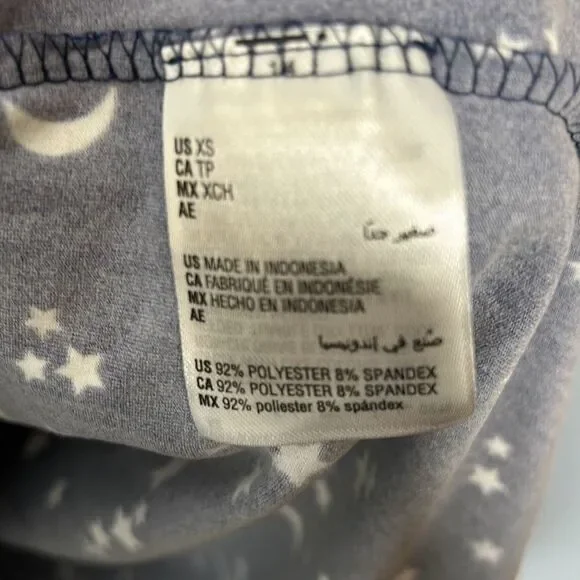 US XS
CA TP
MX XCH
AE
صغير جدًا
US MADE IN INDONESIA
CA FABRIQUÉ EN INDONÉSIE
MX HECHO EN INDONESIA
AE
صنع في إندونيسيا
US 92% POLYESTER 8% SPANDEX
CA 92% POLYESTER 8% SPANDEX
MX 92% poliester 8% spándex